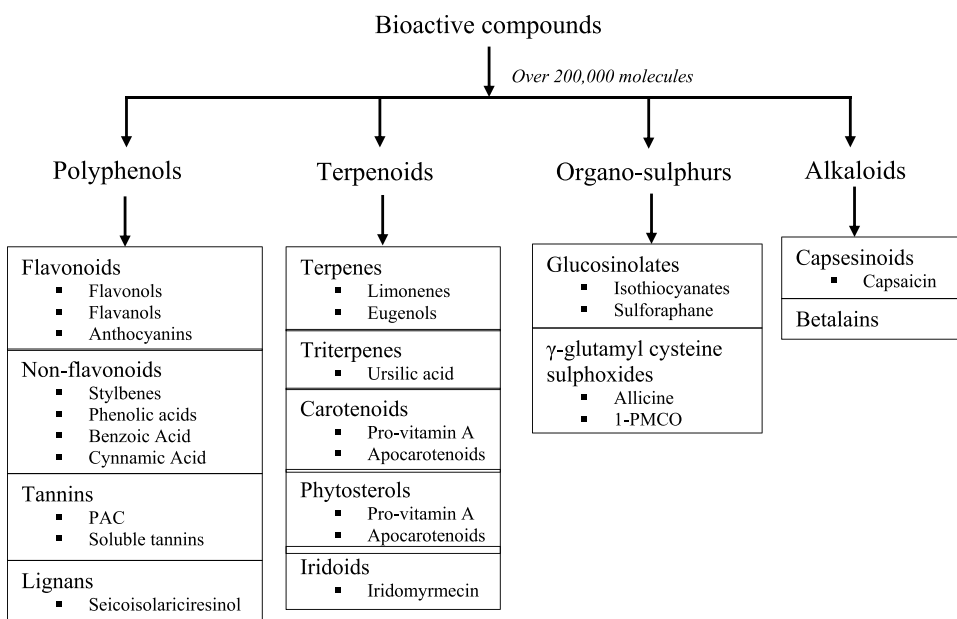 Bioactive compounds
Over 200,000 molecules
Polyphenols
Terpenoids
Organo-sulphurs
Alkaloids
Flavonoids
▪ Flavonols
▪ Flavanols
▪ Anthocyanins
Non-flavonoids
▪ Stylbenes
▪ Phenolic acids
▪ Benzoic Acid
▪ Cynnamic Acid
Tannins
▪ PAC
▪ Soluble tannins
Lignans
▪ Seicoisolariciresinol
Terpenes
▪ Limonenes
▪ Eugenols
Triterpenes
▪ Ursilic acid
Carotenoids
▪ Pro-vitamin A
▪ Apocarotenoids
Phytosterols
▪ Pro-vitamin A
▪ Apocarotenoids
Iridoids
▪ Iridomyrmecin
Glucosinolates
▪ Isothiocyanates
▪ Sulforaphane
γ-glutamyl cysteine
sulphoxides
▪ Allicine
▪ 1-PMCO
Capsesinoids
▪ Capsaicin
Betalains